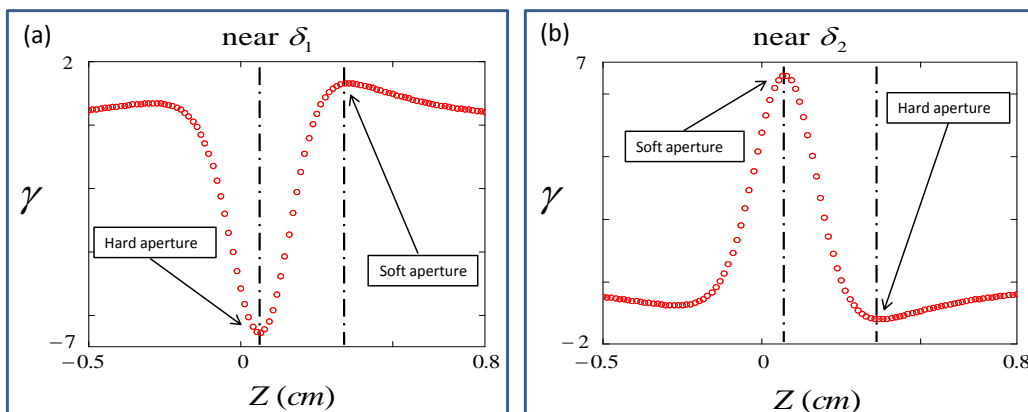 (a)
near δ₁
2
γ
Hard aperture
Soft aperture
−7
−0.5
0
0.8
Z (cm)
(b)
near δ₂
7
Hard aperture
Soft aperture
γ
−2
−0.5
0
0.8
Z (cm)